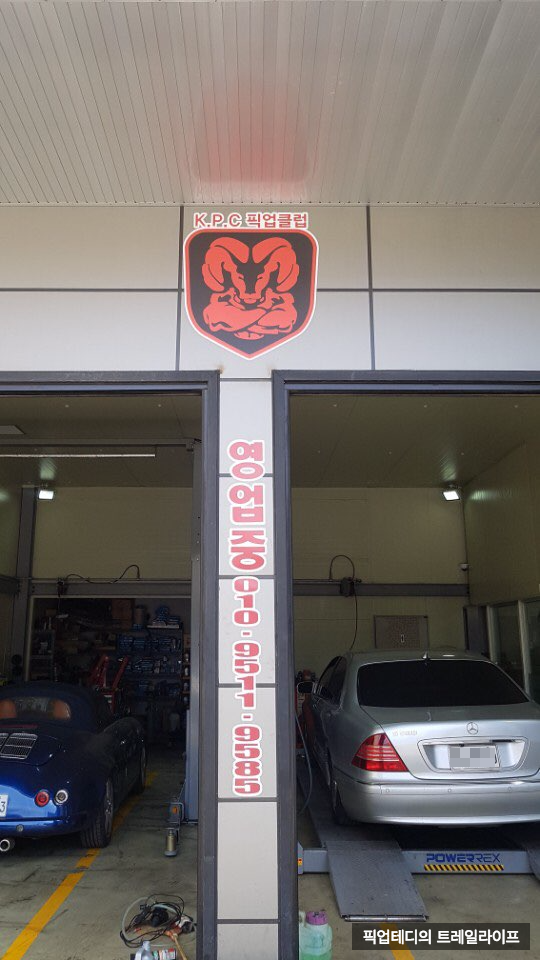 K.P.C 픽업클럽
영업중 010-9511-9585
3
POWERREX
픽업테디의 트레일라이프